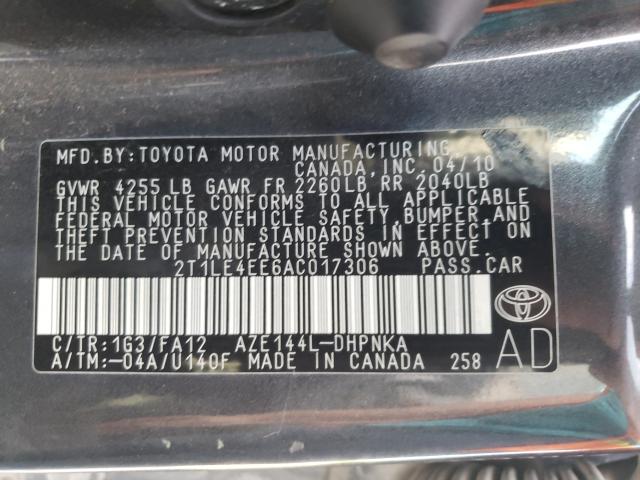 MFD.BY:TOYOTA MOTOR MANUFACTURING
CANADA,INC. 04/10
GVWR 4255 LB GAWR FR 2260LB, RR 2040LB
THIS VEHICLE CONFORMS TO ALL APPLICABLE
FEDERAL MOTOR VEHICLE SAFETY,BUMPER,AND
THEFT PREVENTION STANDARDS IN EFFECT ON
THE DATE OF MANUFACTURE SHOWN ABOVE.
2T1LE4EE6AC017306 PASS.CAR
C/TR:1G3/FA12 AZE144L-DHPNKA
A/TM:-04A/U140F MADE IN CANADA 258
AD